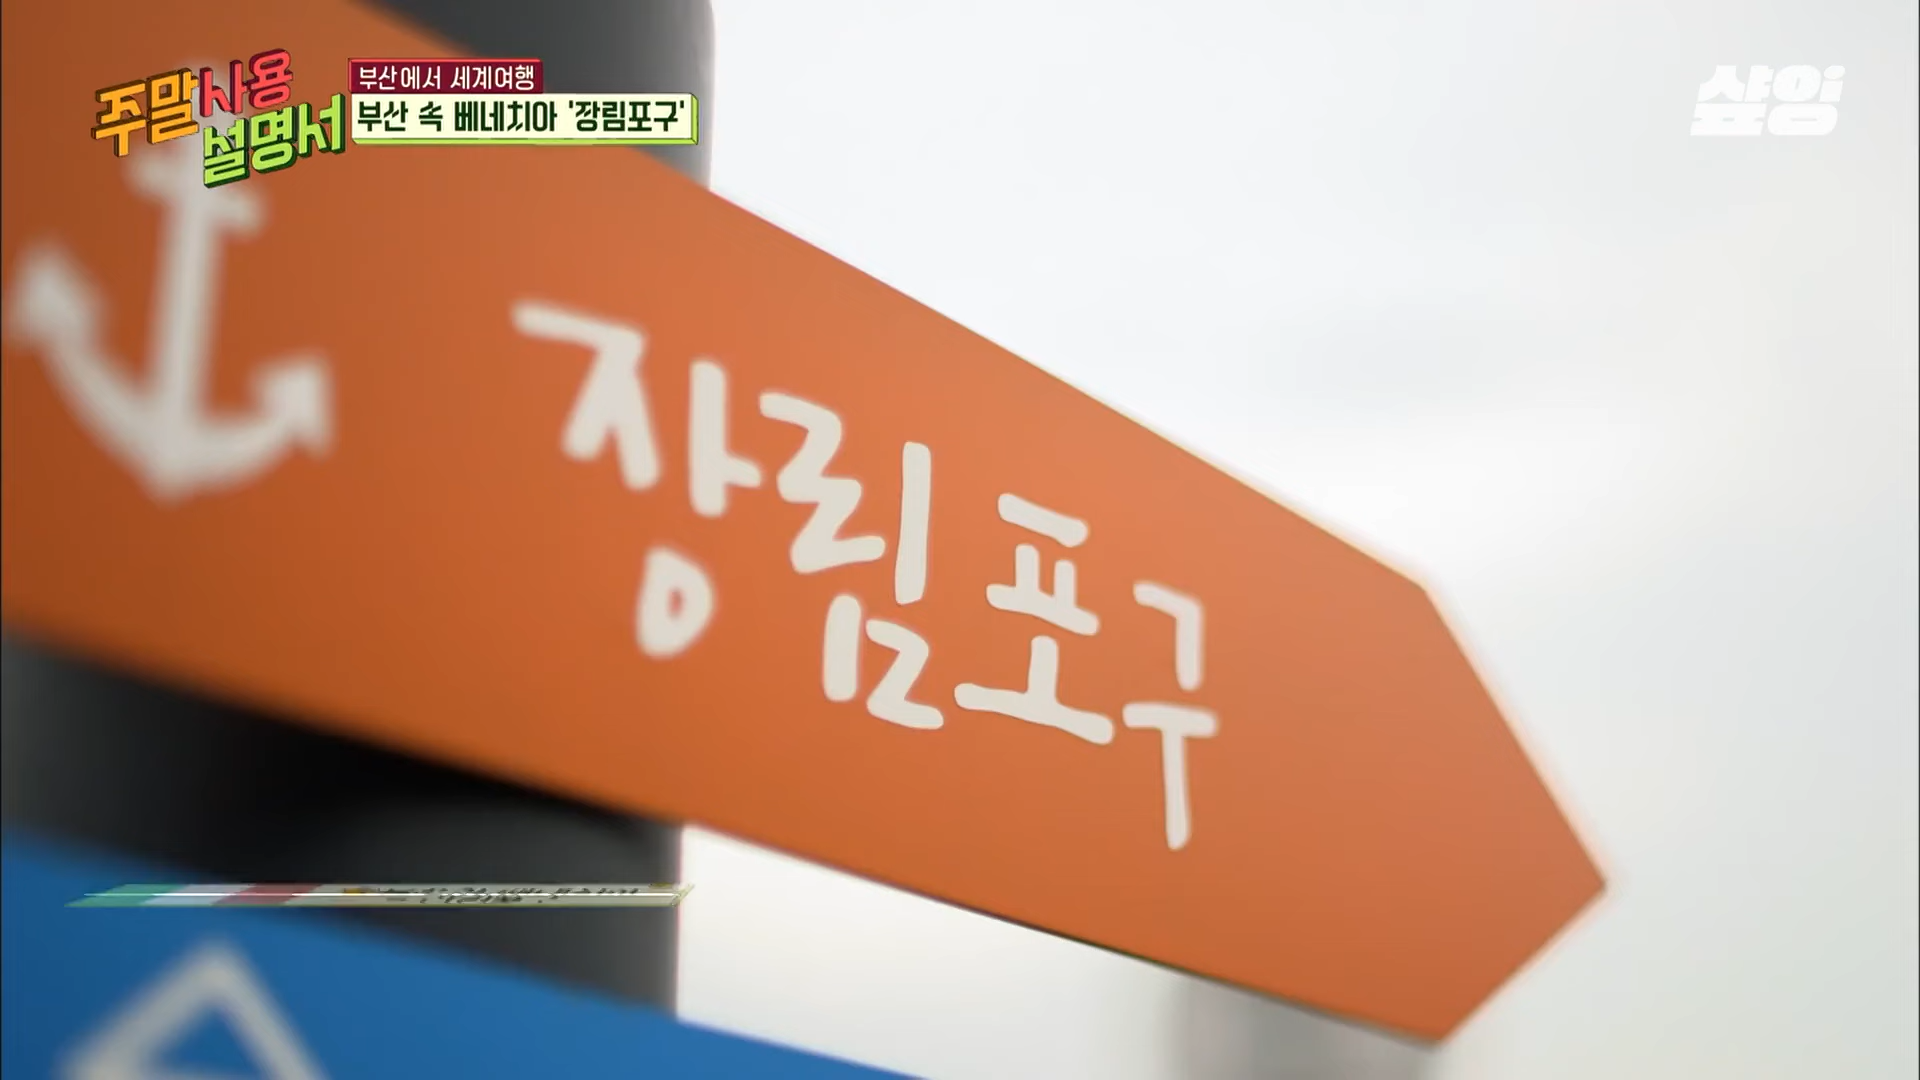 주말사용
설명서
부산에서 세계여행
부산 속 베네치아 '장림포구'
샾잉
장림포구